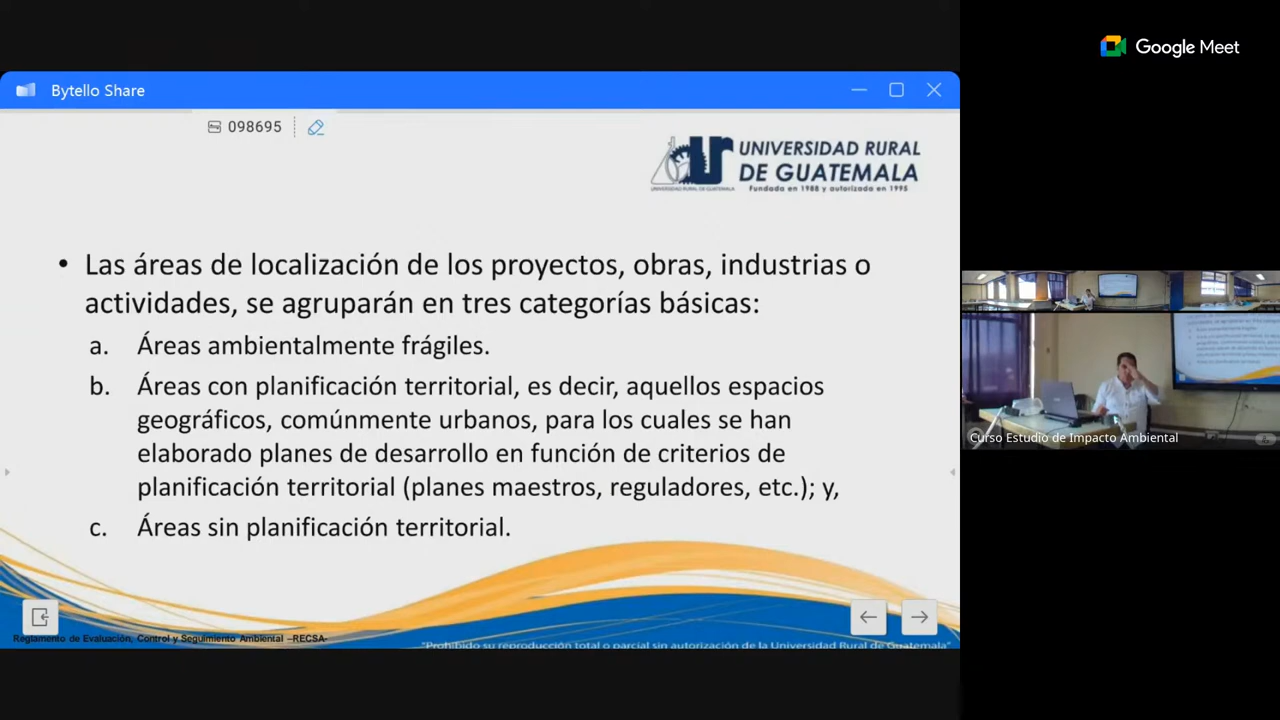 Google Meet
Bytello Share
098695
UNIVERSIDAD RURAL
DE GUATEMALA
Fundada en 1988 y autorizada en 1995
UNIVERSIDAD RURAL DE GUATEMALA
• Las áreas de localización de los proyectos, obras, industrias o
actividades, se agruparán en tres categorías básicas:
a. Áreas ambientalmente frágiles.
b. Áreas con planificación territorial, es decir, aquellos espacios
geográficos, comúnmente urbanos, para los cuales se han
elaborado planes de desarrollo en función de criterios de
planificación territorial (planes maestros, reguladores, etc.); y,
c. Áreas sin planificación territorial.
Reglamento de Evaluación, Control y Seguimiento Ambiental –RECSA-
"Prohibido su reproducción total o parcial sin autorización de la Universidad Rural de Guatemala"
Curso Estudio de Impacto Ambiental